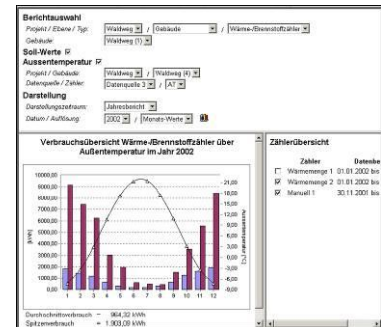 Berichtauswahl
Projekt / Ebene / Typ: Waldweg / Gebäude / Wärme-/Brennstoffzähler
Gebäude: Waldweg (1)
Soll-Werte
Aussentemperatur
Projekt / Gebäude: Waldweg / Waldweg (4)
Datenquelle / Zähler: Datenquelle 3 / AT
Darstellung
Darstellungszeitraum: Jahresbericht
Datum / Auflösung: 2002 / Monats-Werte
Verbrauchsübersicht Wärme-/Brennstoffzähler über
Außentemperatur im Jahr 2002
10000,00
9000,00
8000,00
7000,00
6000,00
5000,00
4000,00
3000,00
2000,00
1000,00
0,00
[kWh]
21,00
18,00
15,00
12,00
9,00
6,00
3,00
0,00
-3,00
-6,00
-9,00
Aussentemperatur [°C]
1 2 3 4 5 6 7 8 9 10 11 12
Durchschnittverbrauch = 964,32 kWh
Spitzenverbrauch = 1.903,09 kWh
Zählerübersicht
Zähler Datenbe
Wärmemenge 1 01.01.2002 bis
Wärmemenge 2 01.01.2002 bis
Manuell 1 30.11.2001 bis